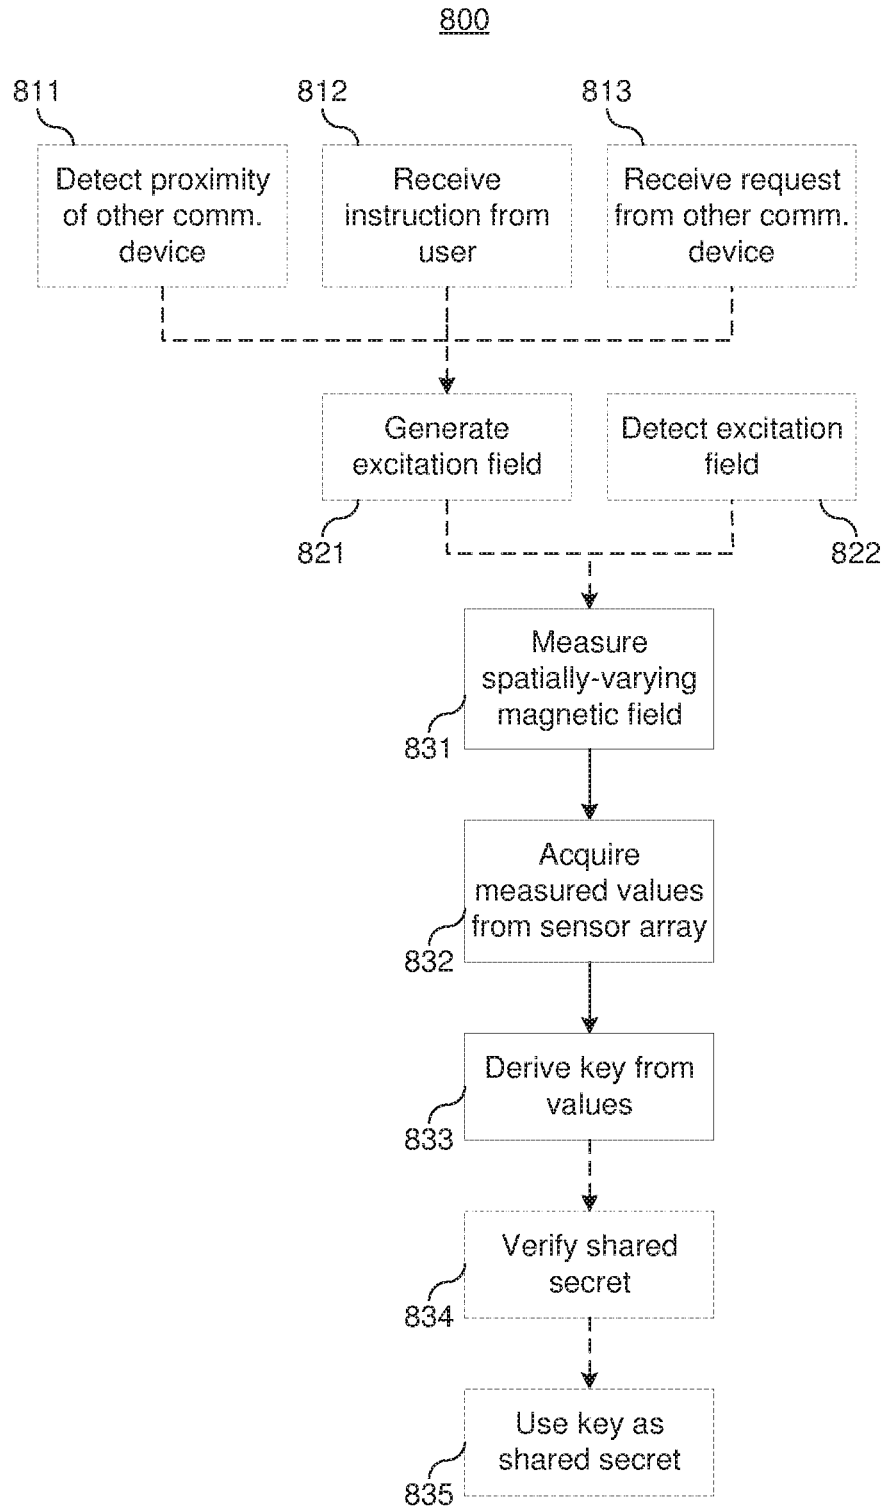 800
811
812
813
Detect proximity
of other comm.
device
Receive
instruction from
user
Receive request
from other comm.
device
Generate
excitation field
Detect excitation
field
821
822
Measure
spatially-varying
magnetic field
831
Acquire
measured values
from sensor array
832
Derive key from
values
833
Verify shared
secret
834
Use key as
shared secret
835